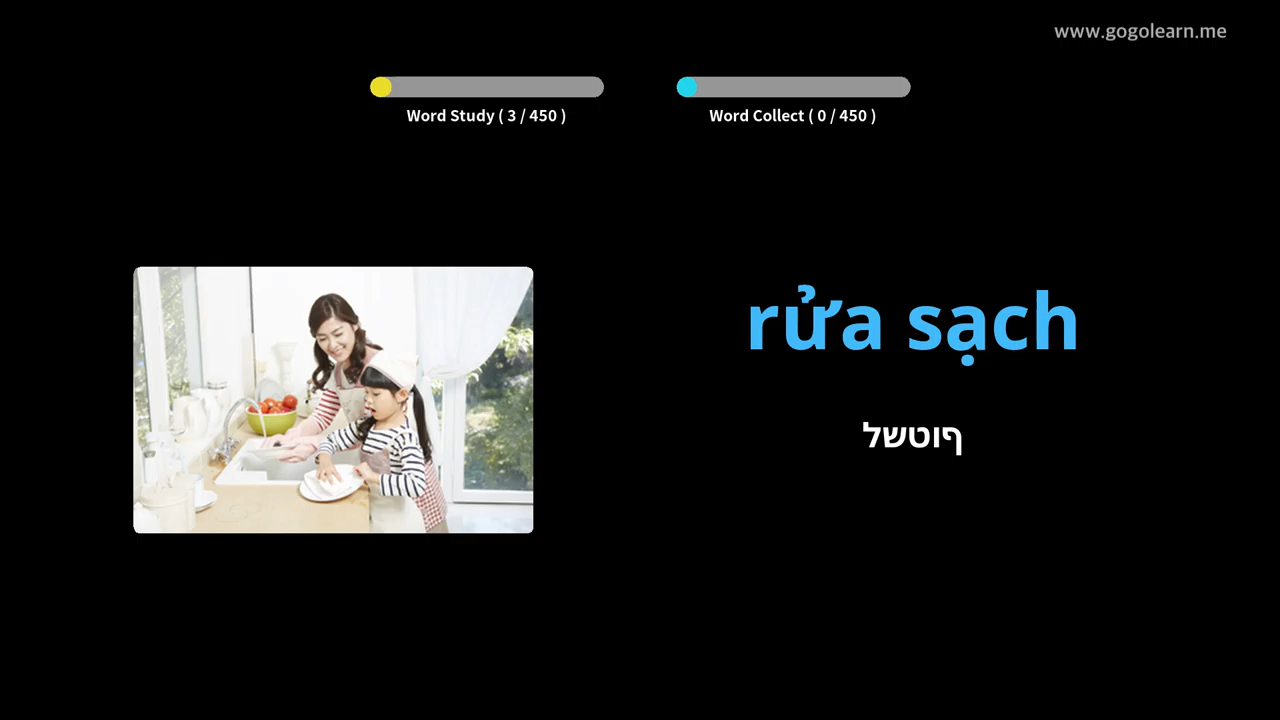 www.gogolearn.me
Word Study ( 3 / 450 )
Word Collect ( 0 / 450 )
rửa sạch
ףוטשל